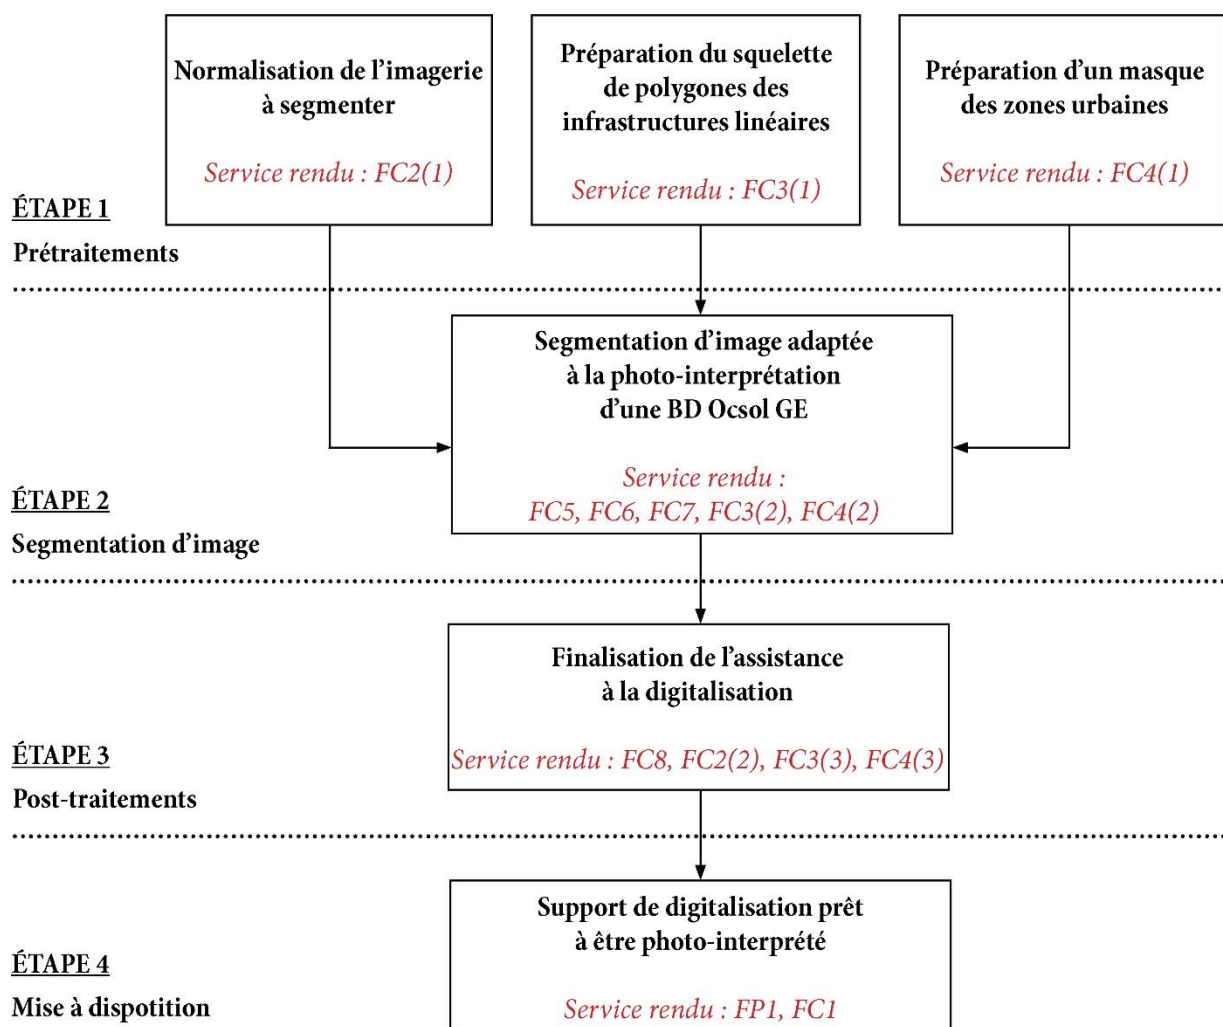 Normalisation de l’imagerie
à segmenter
Service rendu : FC2(1)
Préparation du squelette
de polygones des
infrastructures linéaires
Service rendu : FC3(1)
Préparation d’un masque
des zones urbaines
Service rendu : FC4(1)
ÉTAPE 1
Prétraitements
Segmentation d’image adaptée
à la photo-interprétation
d’une BD Ocsol GE
Service rendu :
FC5, FC6, FC7, FC3(2), FC4(2)
ÉTAPE 2
Segmentation d’image
Finalisation de l’assistance
à la digitalisation
Service rendu : FC8, FC2(2), FC3(3), FC4(3)
ÉTAPE 3
Post-traitements
Support de digitalisation prêt
à être photo-interprété
Service rendu : FP1, FC1
ÉTAPE 4
Mise à dispotition